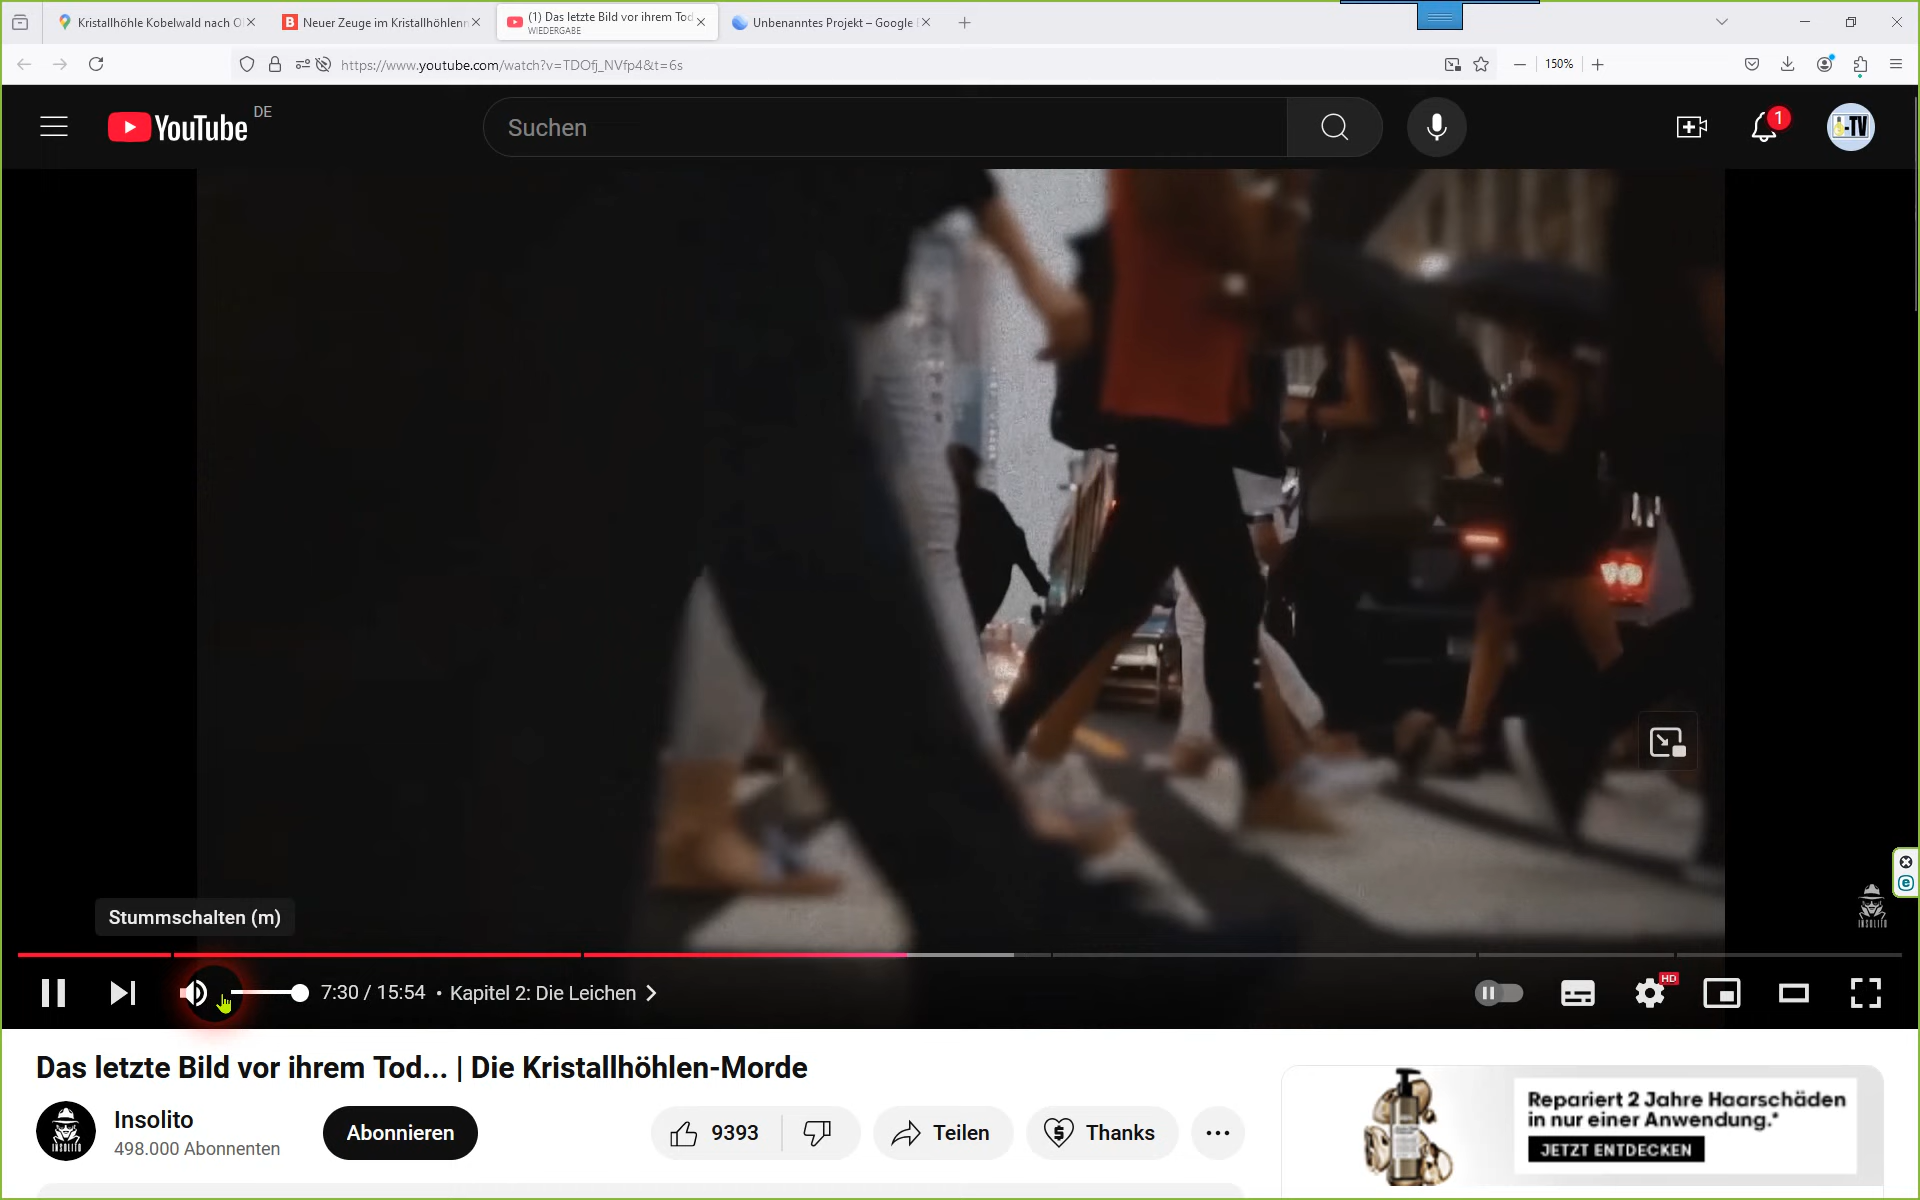 Kristallhöhle Kobelwald nach O
Neuer Zeuge im Kristallhöhlenn
(1) Das letzte Bild vor ihrem Tod
WIEDERGABE
Unbenanntes Projekt – Google
https://www.youtube.com/watch?v=TDOfj_NVfp4&t=6s
150%
YouTube DE
Suchen
1
-TV
INSOLITO
Stummschalten (m)
7:30 / 15:54 • Kapitel 2: Die Leichen
HD
Das letzte Bild vor ihrem Tod... | Die Kristallhöhlen-Morde
Insolito
498.000 Abonnenten
Abonnieren
9393
Teilen
Thanks
Repariert 2 Jahre Haarschäden
in nur einer Anwendung.*
JETZT ENTDECKEN